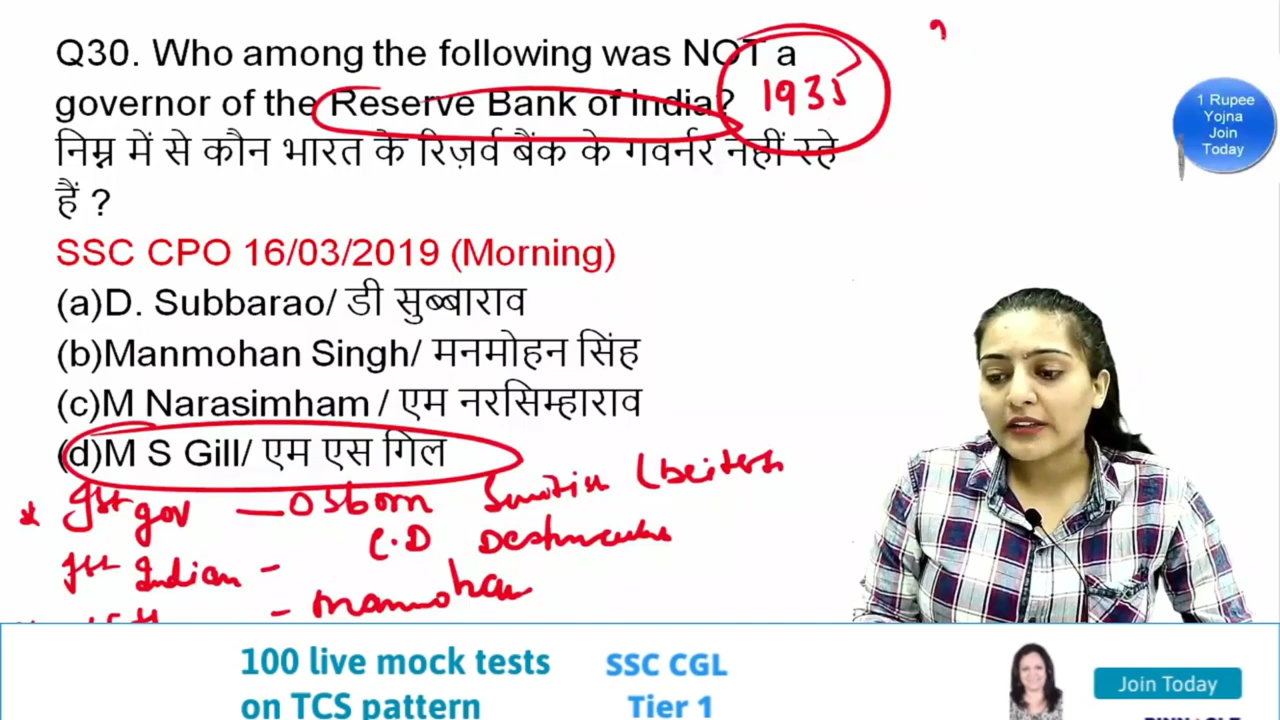 Q30. Who among the following was NOT a
governor of the Reserve Bank of India?
1935
निम्न में से कौन भारत के रिज़र्व बैंक के गवर्नर नहीं रहे
हैं ?
SSC CPO 16/03/2019 (Morning)
(a)D. Subbarao/ डी सुब्बाराव
(b)Manmohan Singh/ मनमोहन सिंह
(c)M Narasimham / एम नरसिम्हाराव
(d)M S Gill/ एम एस गिल
gov — Osborn
C.D
Indian -
- Manmohan
1 Rupee
Yojna
Join
Today
100 live mock tests
on TCS pattern
SSC CGL
Tier 1
Join Today